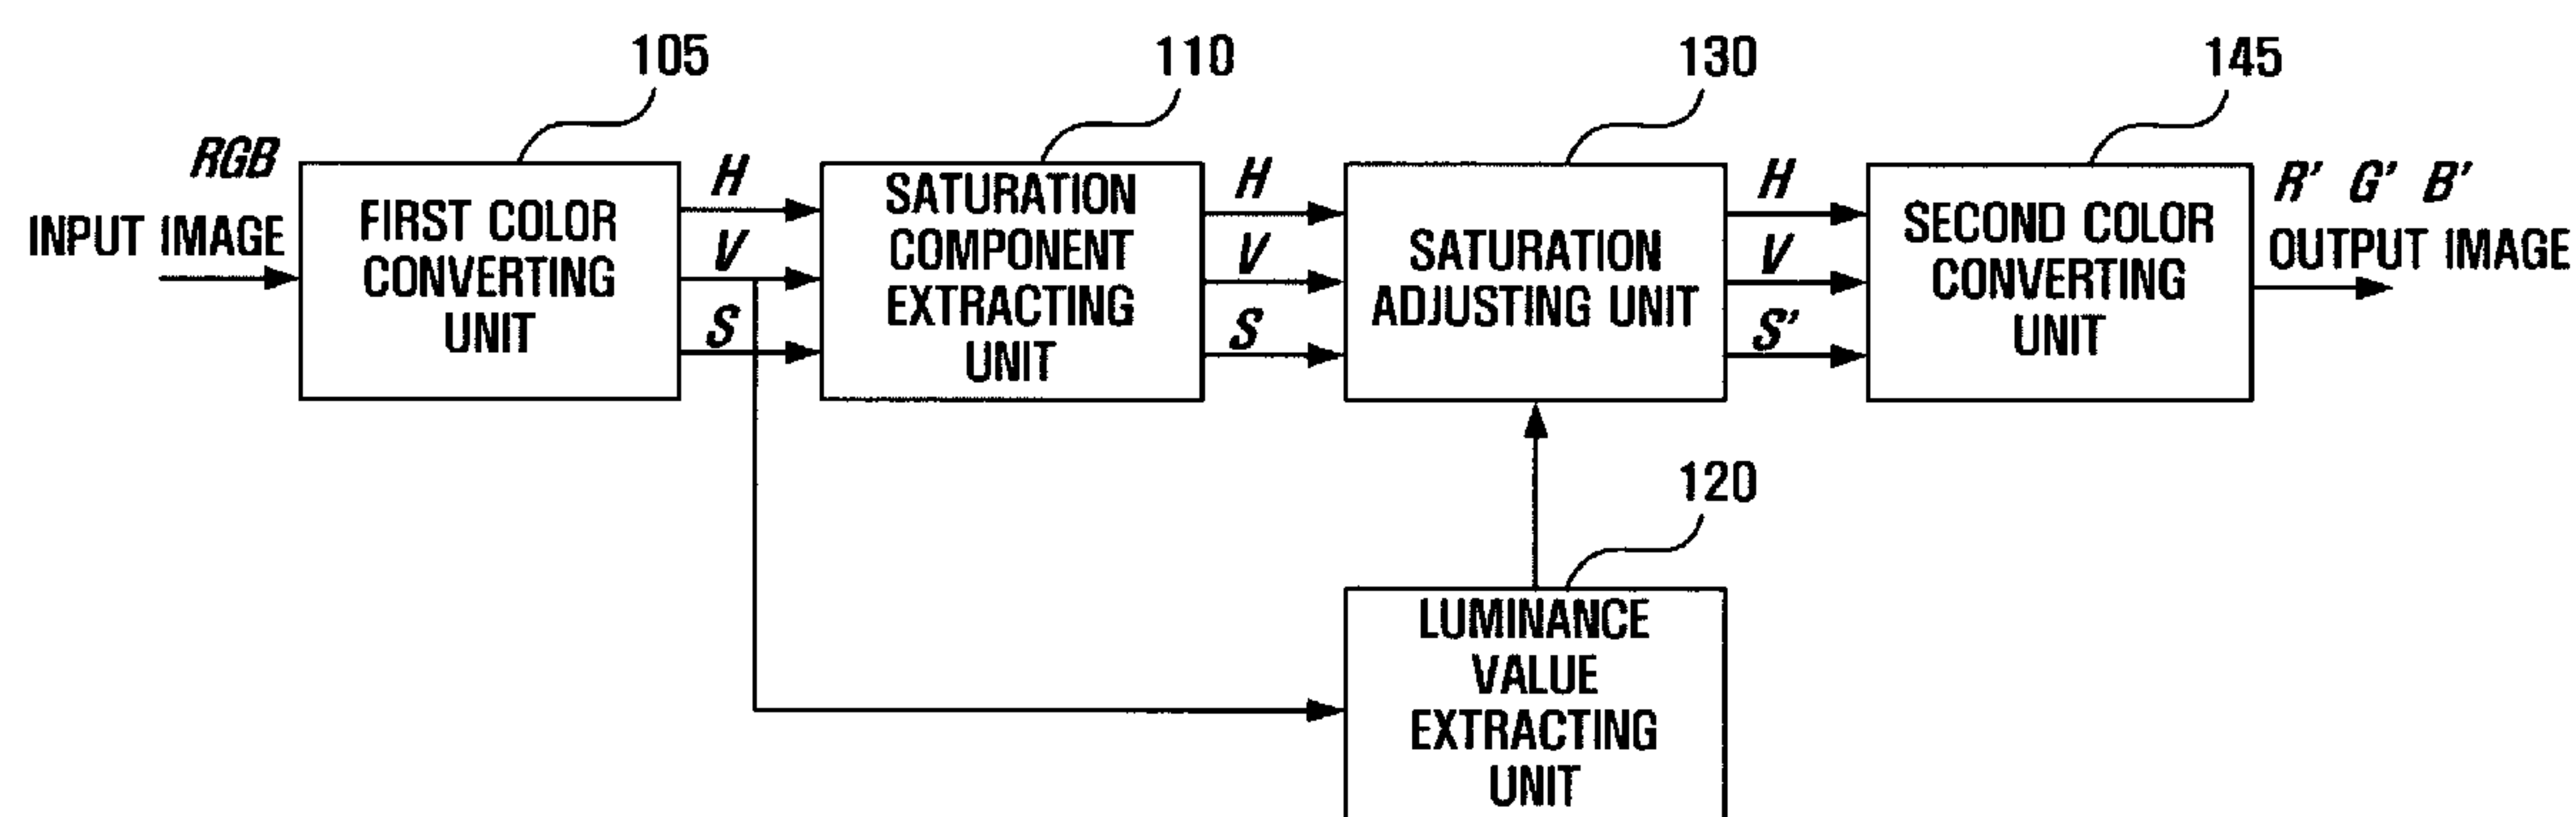 105
110
130
145
RGB
INPUT IMAGE
FIRST COLOR
CONVERTING
UNIT
H
V
S
SATURATION
COMPONENT
EXTRACTING
UNIT
H
V
S
SATURATION
ADJUSTING UNIT
H
V
S'
SECOND COLOR
CONVERTING
UNIT
R' G' B'
OUTPUT IMAGE
120
LUMINANCE
VALUE
EXTRACTING
UNIT